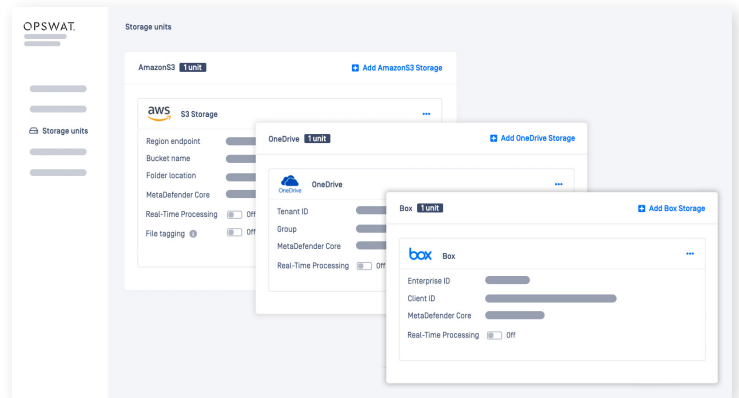 OPSWAT.
Storage units
Storage units
AmazonS3 1 unit
Add AmazonS3 Storage
aws S3 Storage
Region endpoint
Bucket name
Folder location
MetaDefender Core
Real-Time Processing Off
File tagging Off
OneDrive 1 unit
Add OneDrive Storage
OneDrive OneDrive
Tenant ID
Group
MetaDefender Core
Real-Time Processing Off
Box 1 unit
Add Box Storage
box Box
Enterprise ID
Client ID
MetaDefender Core
Real-Time Processing Off